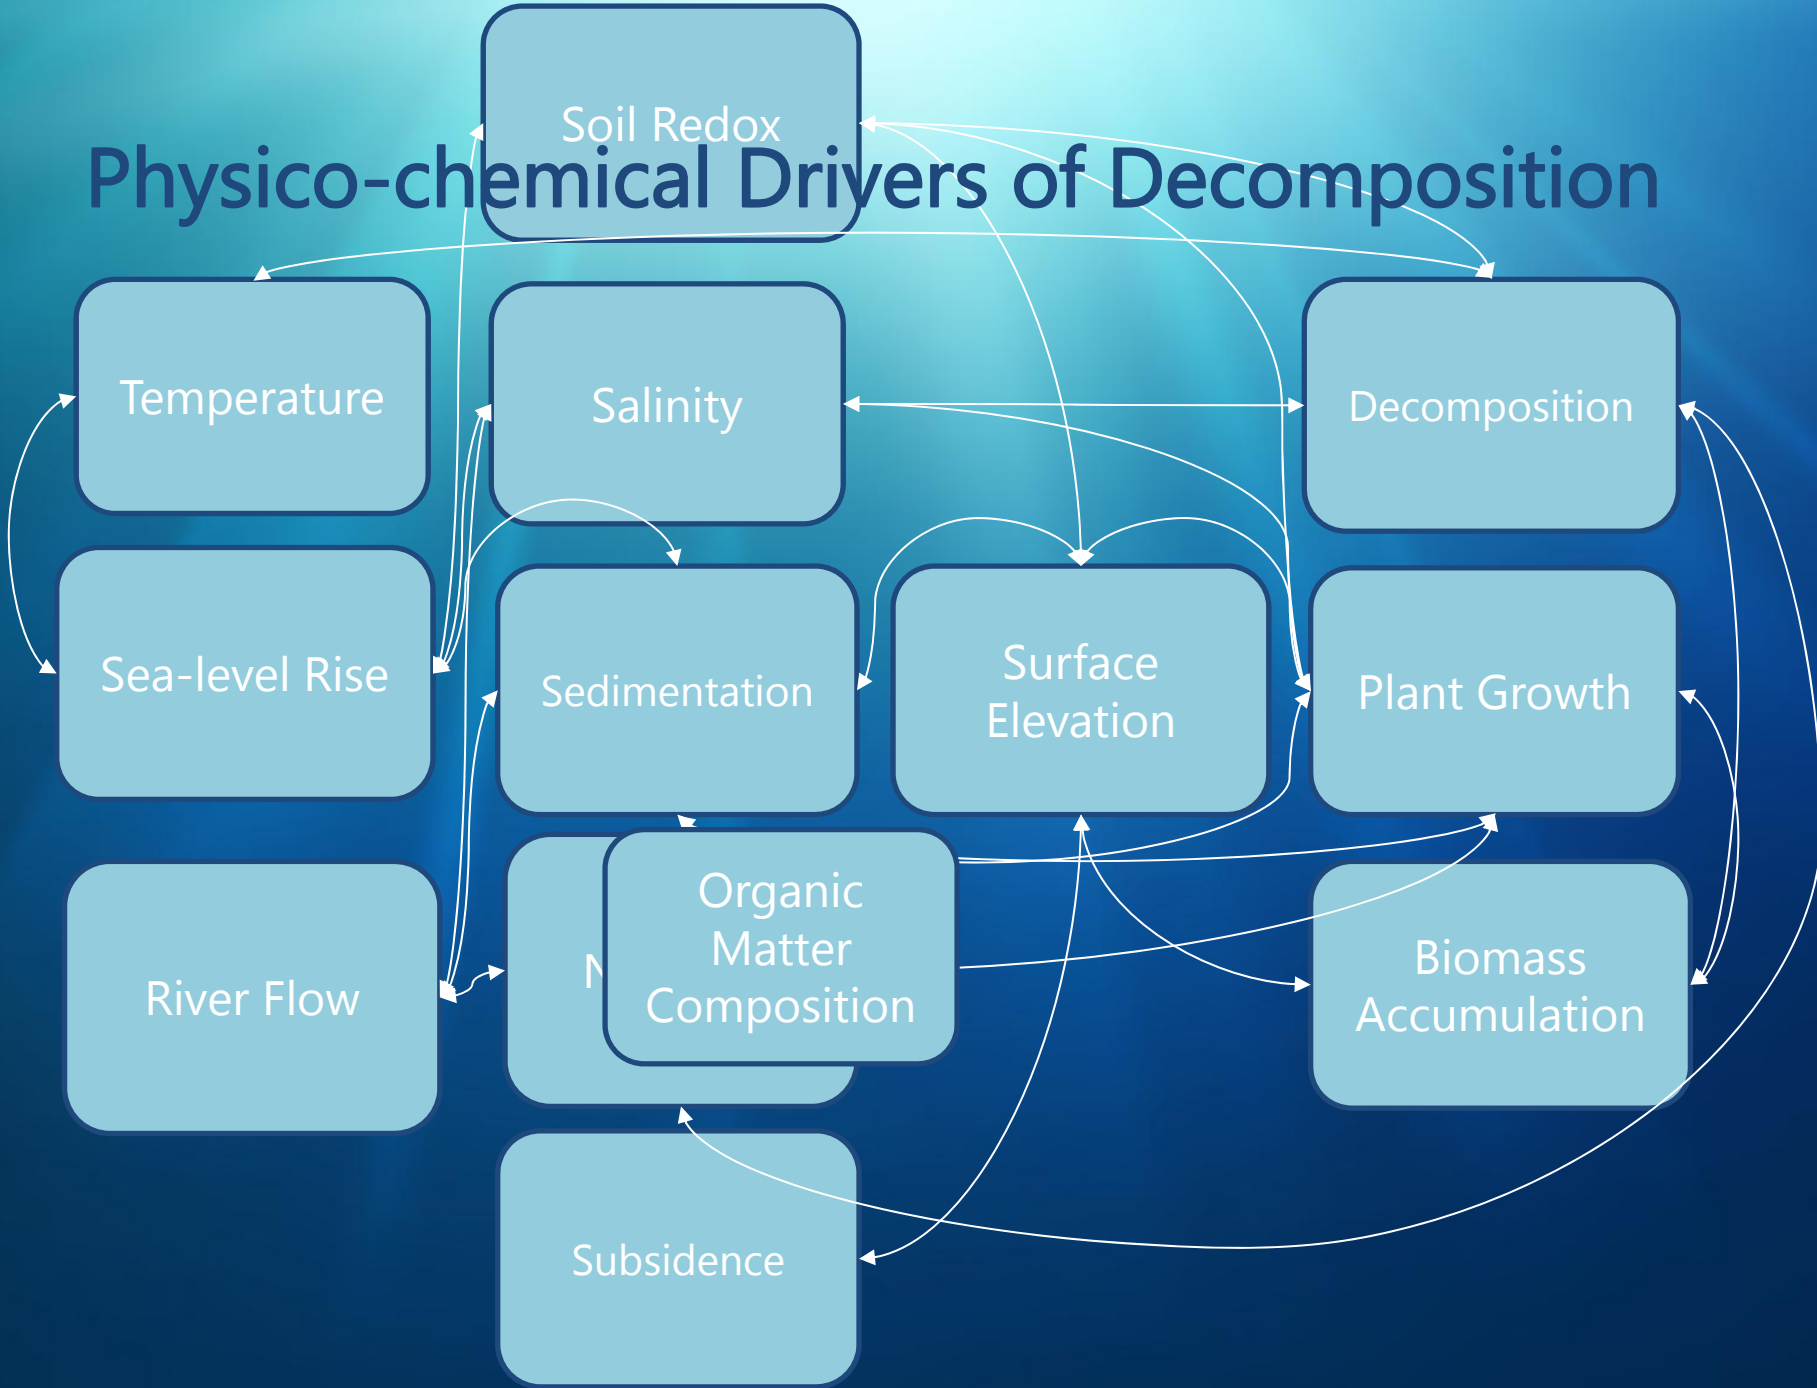 Soil Redox
Physico-chemical Drivers of Decomposition
Temperature
Salinity
Decomposition
Sea-level Rise
Sedimentation
Surface
Elevation
Plant Growth
River Flow
Organic
Matter
Composition
Biomass
Accumulation
Subsidence